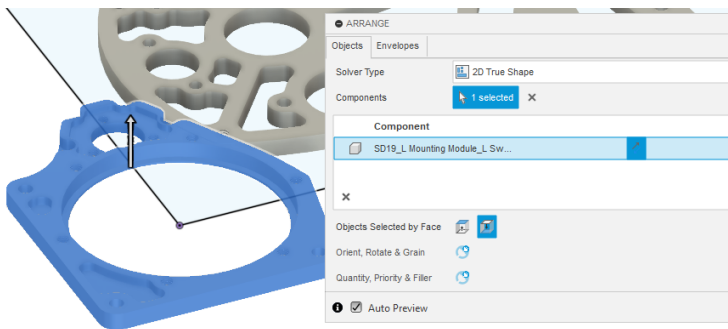 ARRANGE
Objects Envelopes
Solver Type 2D True Shape
Components 1 selected
Component
SD19_L Mounting Module_L Sw...
Objects Selected by Face
Orient, Rotate & Grain
Quantity, Priority & Filler
Auto Preview